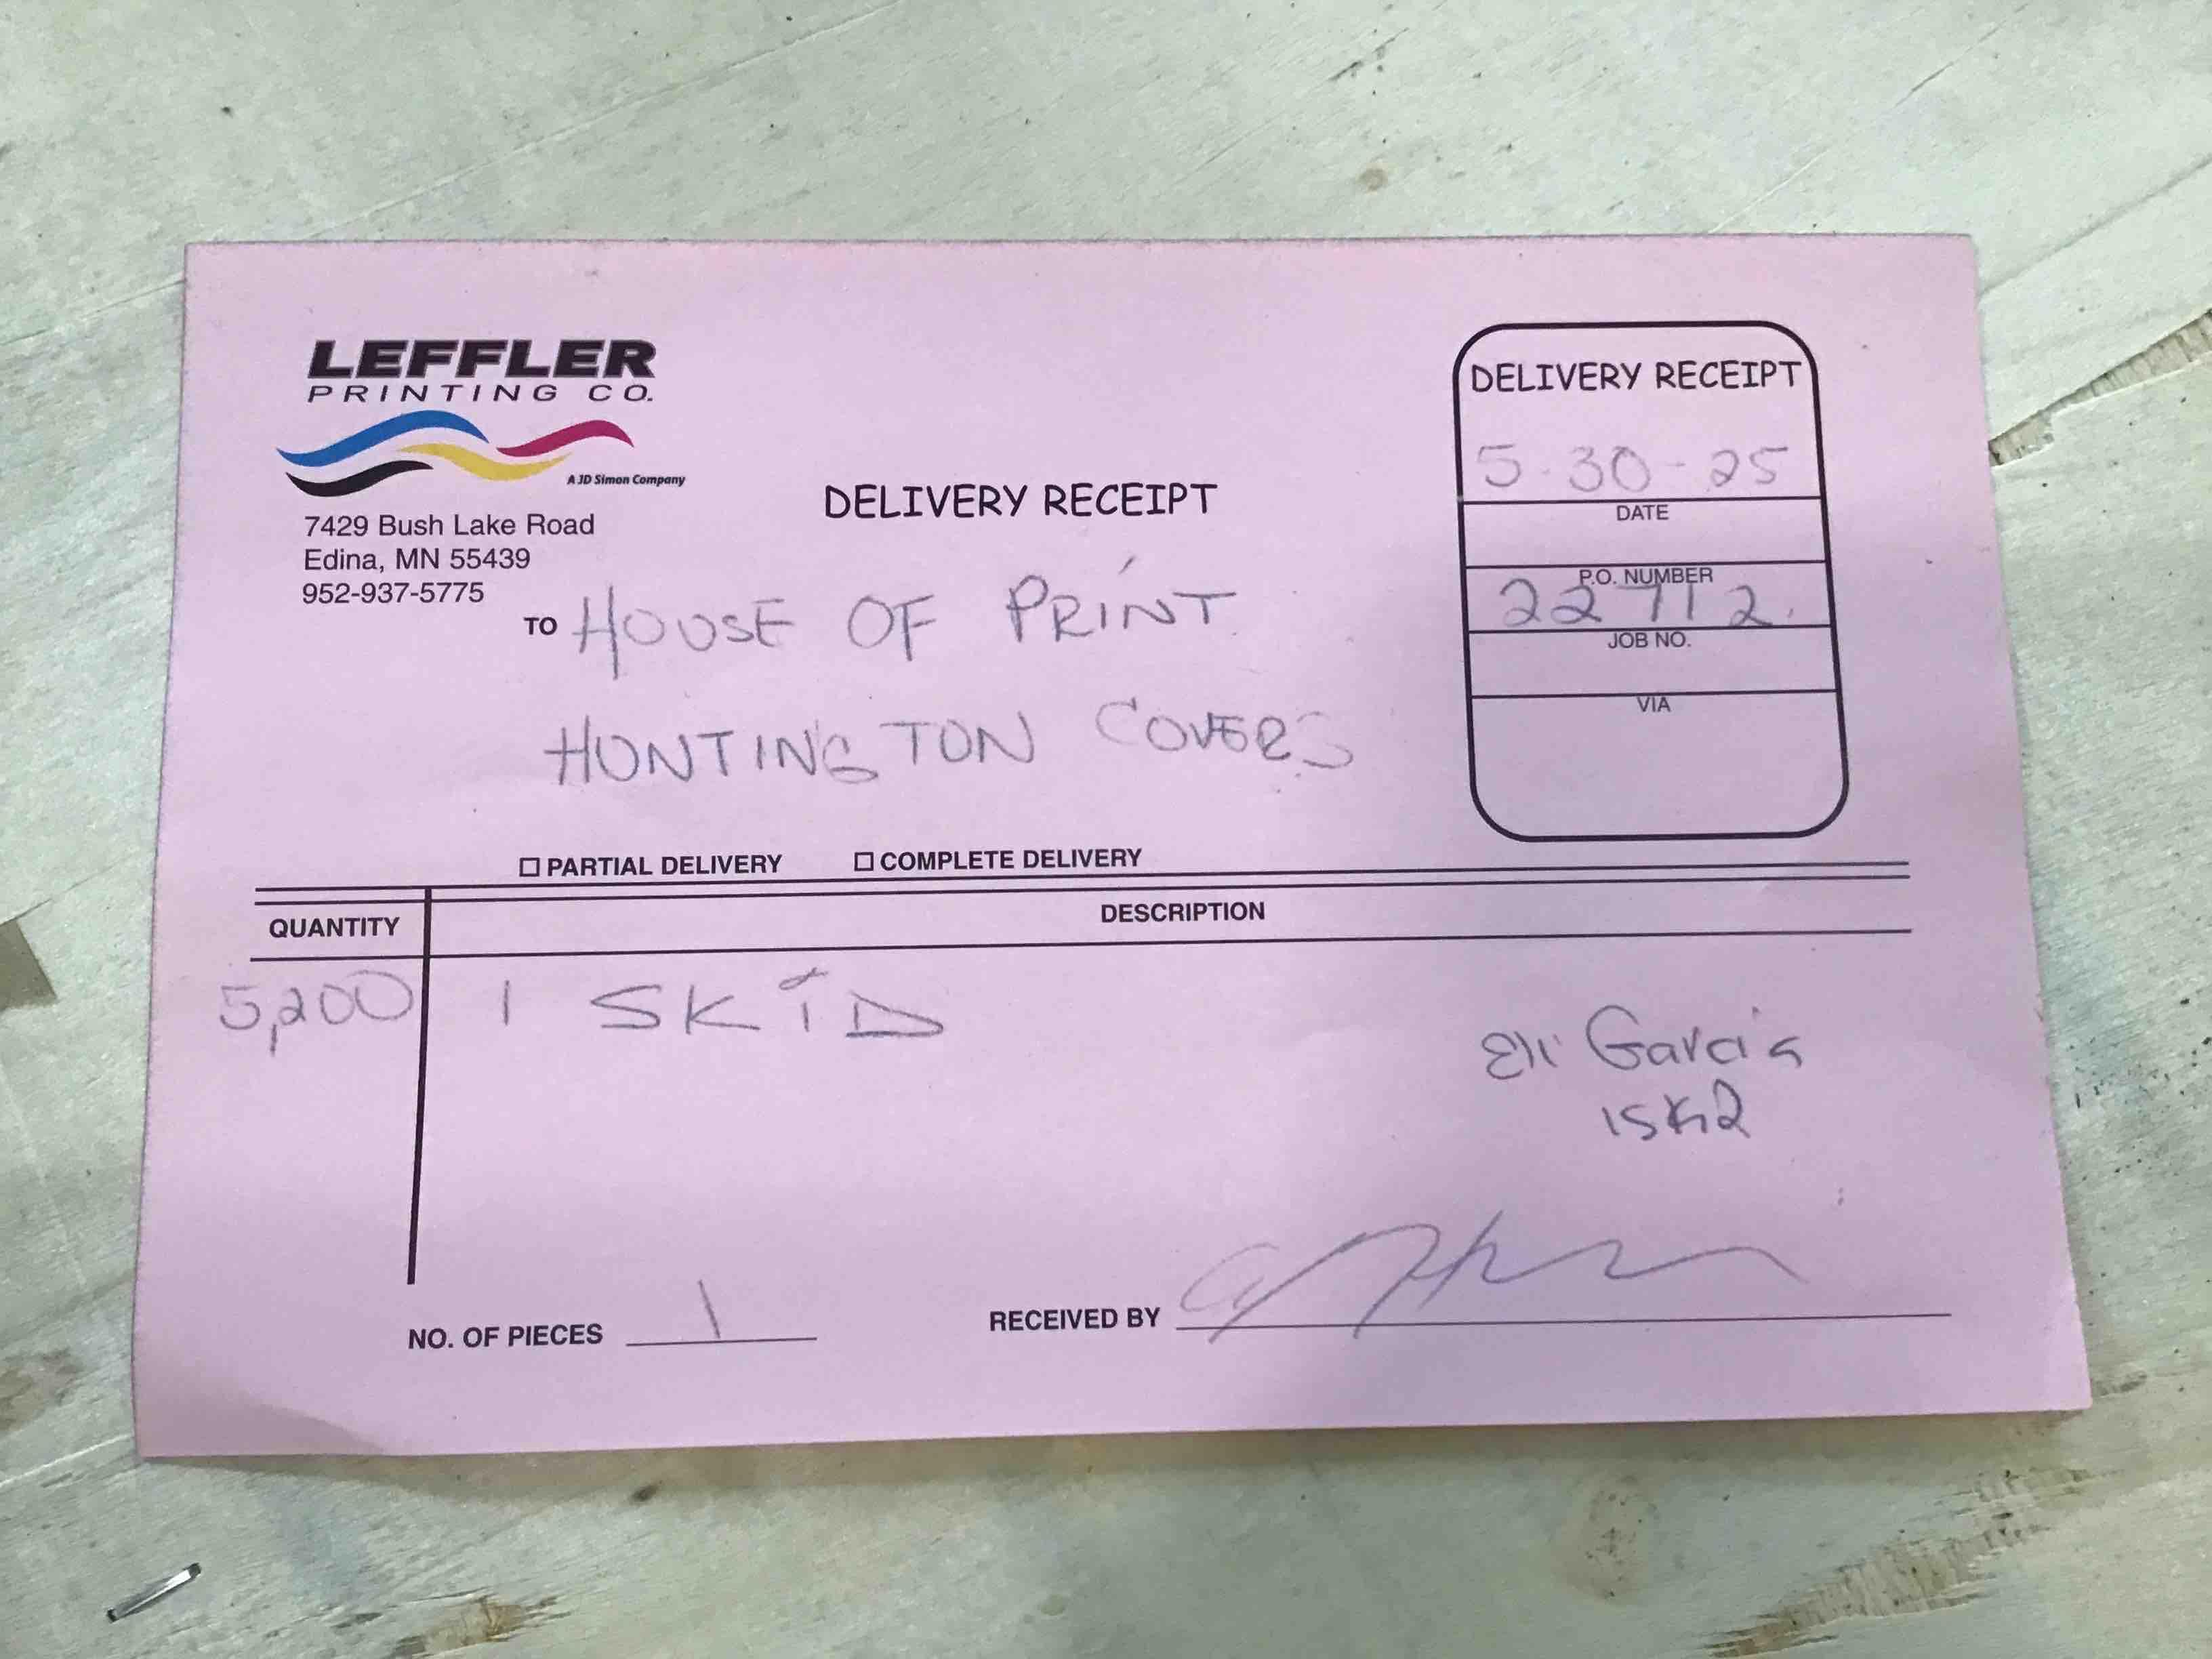 LEFFLER
PRINTING CO.
A JD Simon Company
7429 Bush Lake Road
Edina, MN 55439
952-937-5775
DELIVERY RECEIPT
TO HOUSE OF PRINT
HUNTINGTON COVERS
DELIVERY RECEIPT
5-30-25
DATE
P.O. NUMBER
22712
JOB NO.
VIA
☐ PARTIAL DELIVERY ☐ COMPLETE DELIVERY
QUANTITY DESCRIPTION
5,200 1 SKID
Eli Garcia
NO. OF PIECES 1
RECEIVED BY